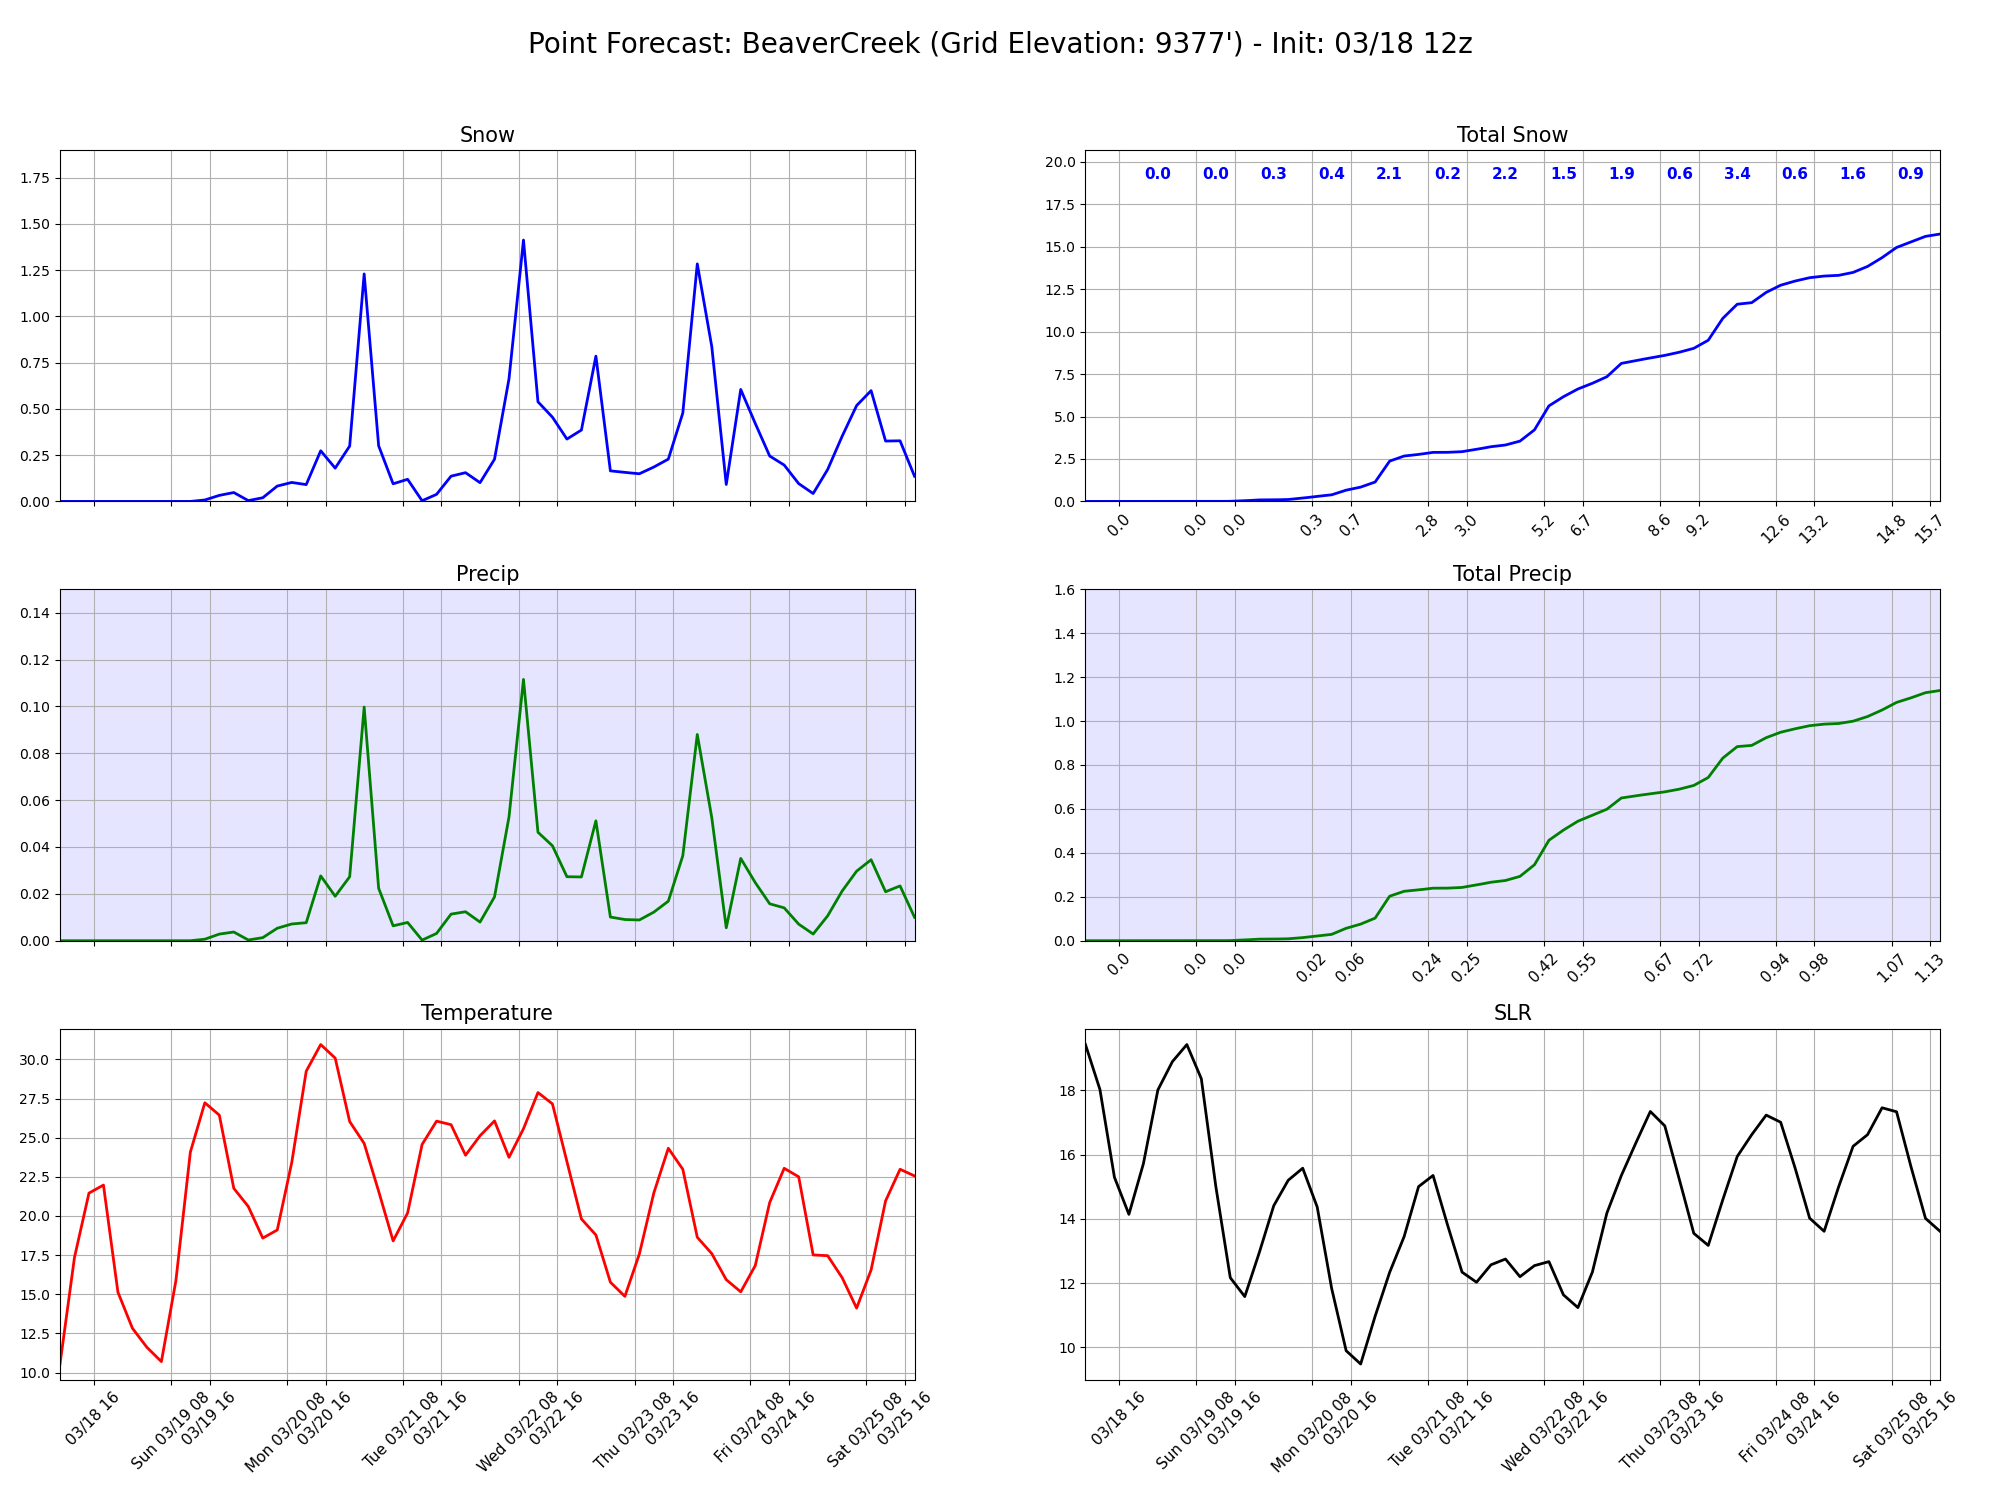 Point Forecast: BeaverCreek (Grid Elevation: 9377') - Init: 03/18 12z
Snow
1.75
1.50
1.25
1.00
0.75
0.50
0.25
0.00
Total Snow
20.0
17.5
15.0
12.5
10.0
7.5
5.0
2.5
0.0
0.0 0.0 0.3 0.4 2.1 0.2 2.2 1.5 1.9 0.6 3.4 0.6 1.6 0.9
0.0 0.0 0.0 0.3 0.7 2.8 3.0 5.2 6.7 8.6 9.2 12.6 13.2 14.8 15.7
Precip
0.14
0.12
0.10
0.08
0.06
0.04
0.02
0.00
Total Precip
1.6
1.4
1.2
1.0
0.8
0.6
0.4
0.2
0.0
0.0 0.0 0.0 0.02 0.06 0.24 0.25 0.42 0.55 0.67 0.72 0.94 0.98 1.07 1.13
Temperature
30.0
27.5
25.0
22.5
20.0
17.5
15.0
12.5
10.0
03/18 16
Sun 03/19 08
03/19 16
Mon 03/20 08
03/20 16
Tue 03/21 08
03/21 16
Wed 03/22 08
03/22 16
Thu 03/23 08
03/23 16
Fri 03/24 08
03/24 16
Sat 03/25 08
03/25 16
SLR
18
16
14
12
10
03/18 16
Sun 03/19 08
03/19 16
Mon 03/20 08
03/20 16
Tue 03/21 08
03/21 16
Wed 03/22 08
03/22 16
Thu 03/23 08
03/23 16
Fri 03/24 08
03/24 16
Sat 03/25 08
03/25 16